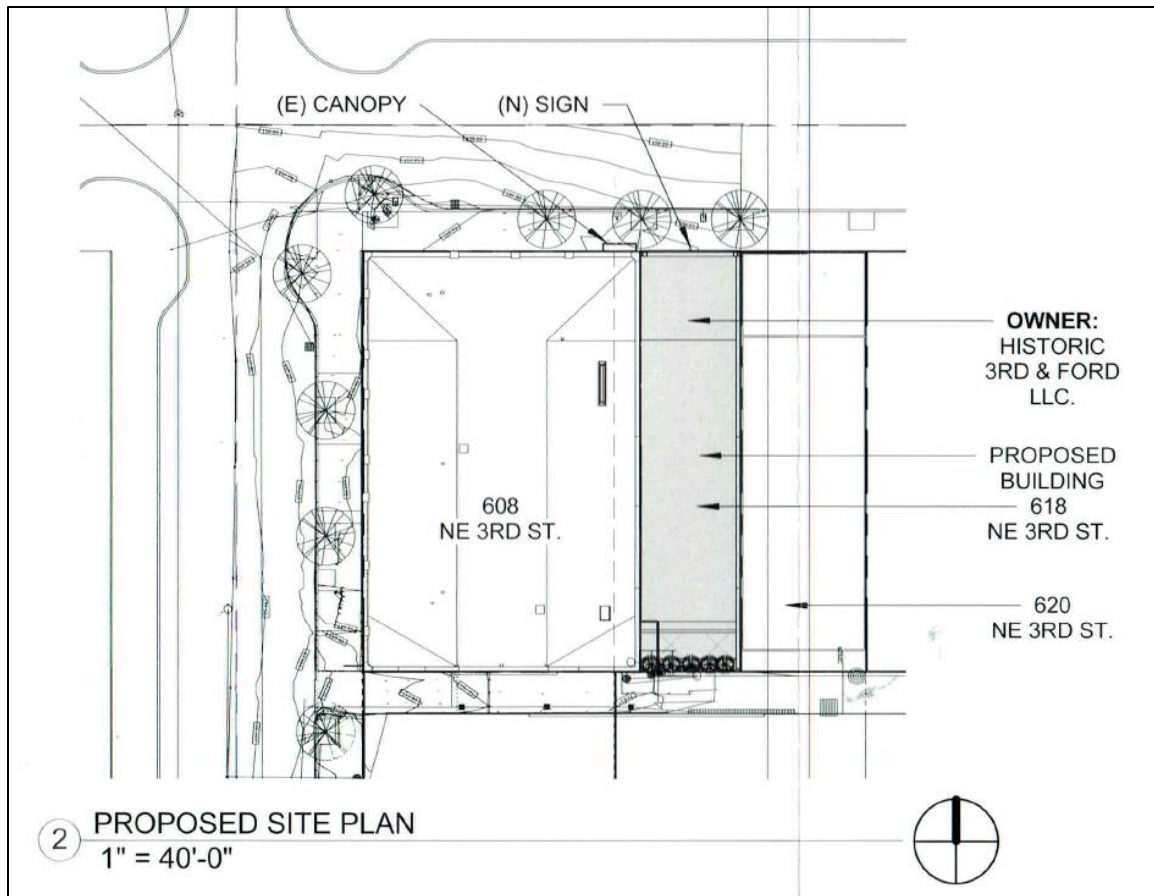 (E) CANOPY
(N) SIGN
OWNER:
HISTORIC
3RD & FORD
LLC.
PROPOSED
BUILDING
618
NE 3RD ST.
608
NE 3RD ST.
620
NE 3RD ST.
2
PROPOSED SITE PLAN
1" = 40'-0"